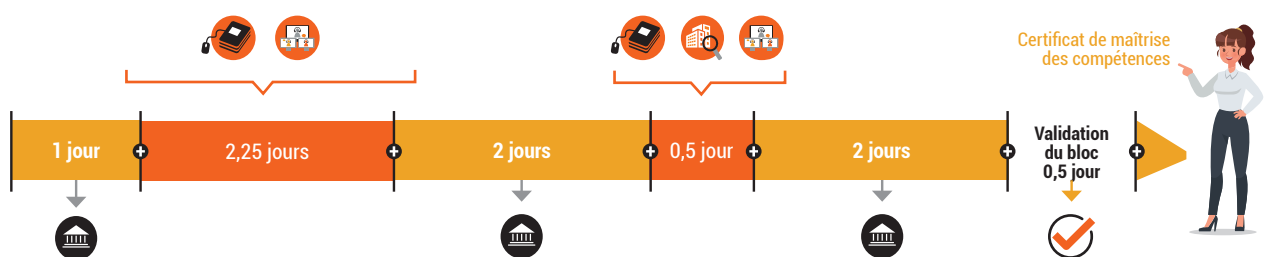 Certificat de maîtrise
des compétences
1 jour
2,25 jours
2 jours
0,5 jour
2 jours
Validation
du bloc
0,5 jour